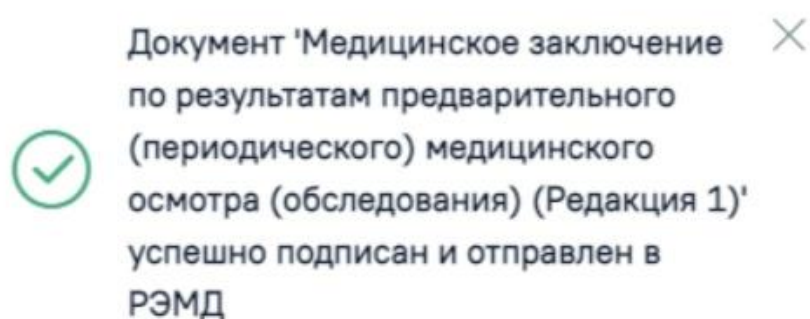 Документ 'Медицинское заключение
по результатам предварительного
(периодического) медицинского
осмотра (обследования) (Редакция 1)'
успешно подписан и отправлен в
РЭМД